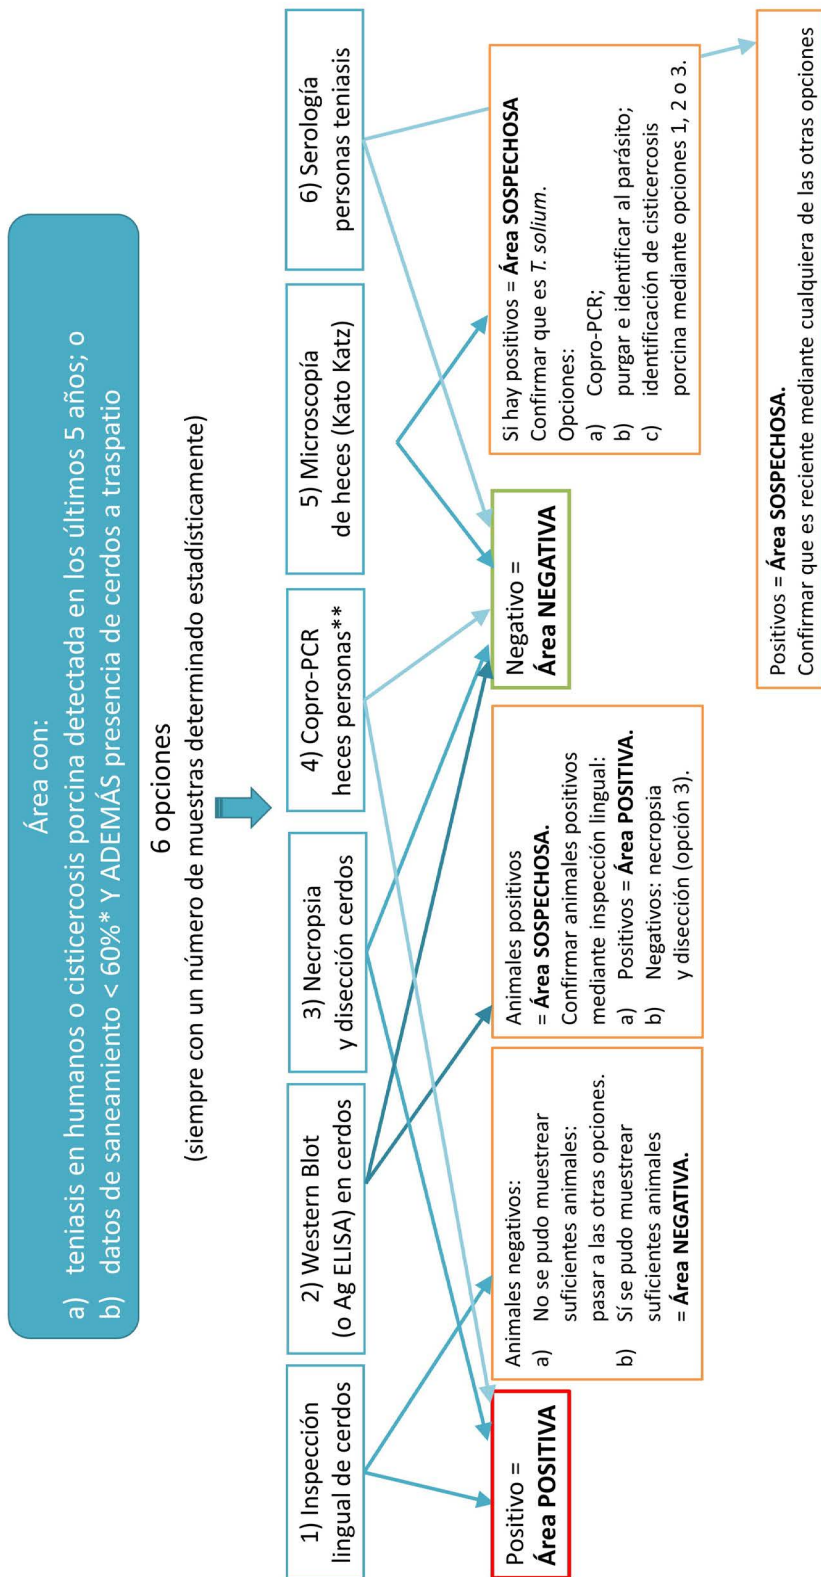 Área con:
a) teniasis en humanos o cisticercosis porcina detectada en los últimos 5 años; o
b) datos de saneamiento < 60%* Y ADEMÁS presencia de cerdos a traspatio
6 opciones
(siempre con un número de muestras determinado estadísticamente)
1) Inspección
lingual de cerdos
2) Western Blot
(o Ag ELISA) en cerdos
3) Necropsia
y disección cerdos
4) Copro-PCR
heces personas**
5) Microscopía
de heces (Kato Katz)
6) Serología
personas teniasis
Positivo =
Área POSITIVA
Animales negativos:
a) No se pudo muestrear
suficientes animales:
pasar a las otras opciones.
b) Sí se pudo muestrear
suficientes animales
= Área NEGATIVA.
Animales positivos
= Área SOSPECHOSA.
Confirmar animales positivos
mediante inspección lingual:
a) Positivos = Área POSITIVA.
b) Negativos: necropsia
y disección (opción 3).
Negativo =
Área NEGATIVA
Si hay positivos = Área SOSPECHOSA
Confirmar que es T. solium.
Opciones:
a) Copro-PCR;
b) purgar e identificar al parásito;
c) identificación de cisticercosis
porcina mediante opciones 1, 2 o 3.
Positivos = Área SOSPECHOSA.
Confirmar que es reciente mediante cualquiera de las otras opciones